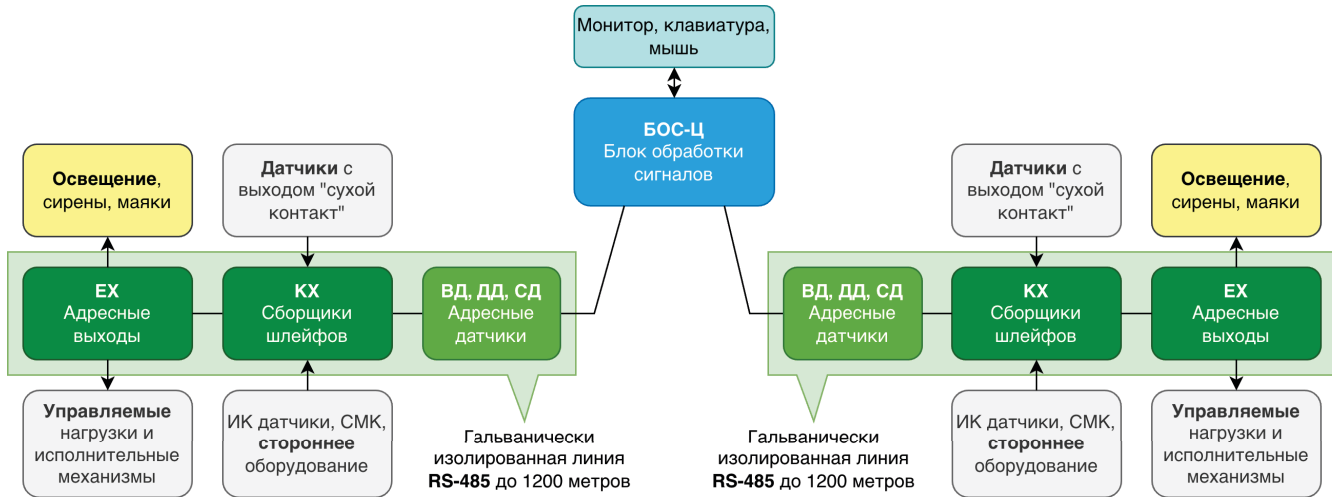 Монитор, клавиатура,
мышь
БОС-Ц
Блок обработки
сигналов
Освещение,
сирены, маяки
Датчики с
выходом "сухой
контакт"
Датчики с
выходом "сухой
контакт"
Освещение,
сирены, маяки
EX
Адресные
выходы
KX
Сборщики
шлейфов
ВД, ДД, СД
Адресные
датчики
ВД, ДД, СД
Адресные
датчики
KX
Сборщики
шлейфов
EX
Адресные
выходы
Управляемые
нагрузки и
исполнительные
механизмы
ИК датчики, СМК,
стороннее
оборудование
Гальванически
изолированная линия
RS-485 до 1200 метров
Гальванически
изолированная линия
RS-485 до 1200 метров
ИК датчики, СМК,
стороннее
оборудование
Управляемые
нагрузки и
исполнительные
механизмы